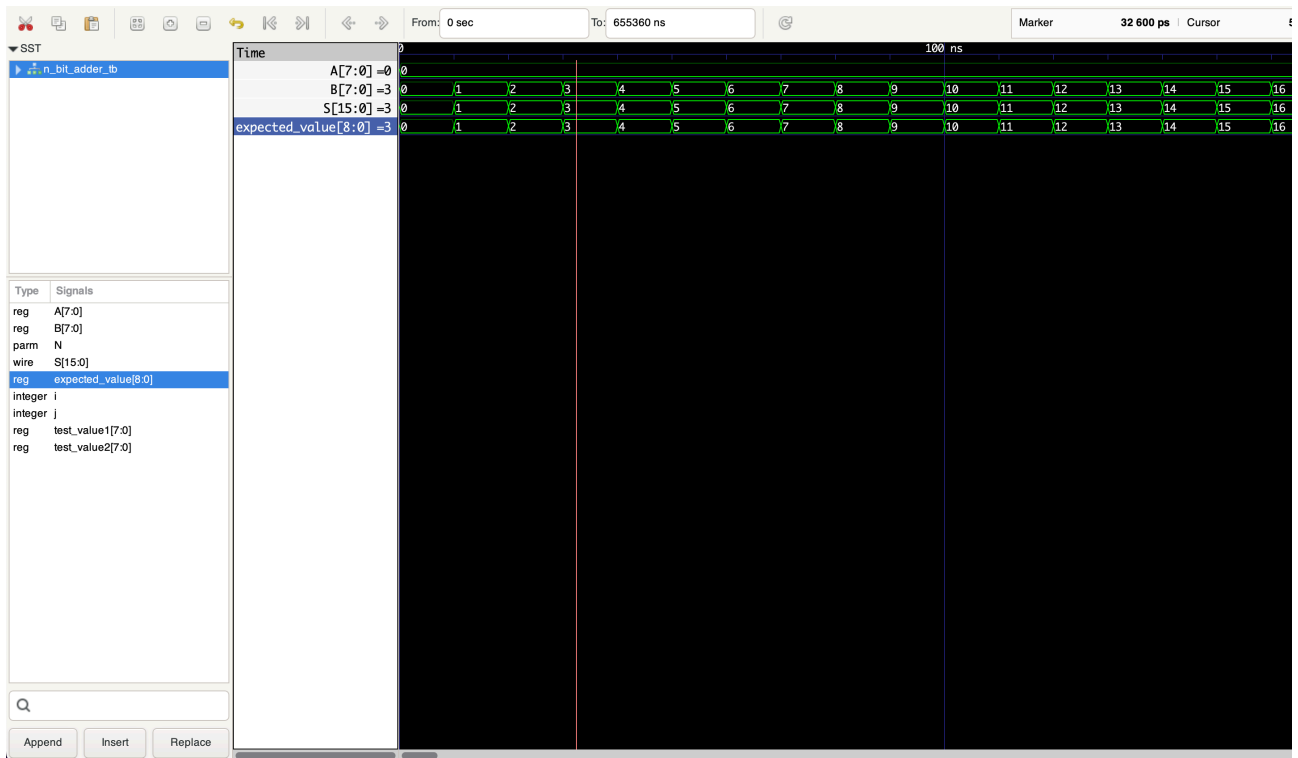 From: 0 sec To: 655360 ns Marker 32 600 ps | Cursor
SST
n_bit_adder_tb
Time
0 100 ns
A[7:0] =0 0
B[7:0] =3 0 1 2 3 4 5 6 7 8 9 10 11 12 13 14 15 16
S[15:0] =3 0 1 2 3 4 5 6 7 8 9 10 11 12 13 14 15 16
expected_value[8:0] =3 0 1 2 3 4 5 6 7 8 9 10 11 12 13 14 15 16
Type Signals
reg A[7:0]
reg B[7:0]
parm N
wire S[15:0]
reg expected_value[8:0]
integer i
integer j
reg test_value1[7:0]
reg test_value2[7:0]
Append Insert Replace